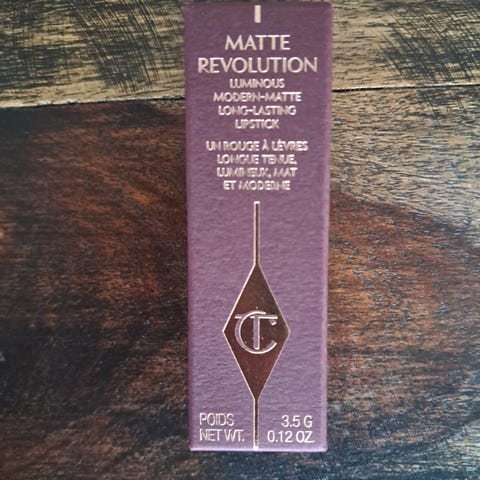 MATTE
REVOLUTION
LUMINOUS
MODERN-MATTE
LONG-LASTING
LIPSTICK
UN ROUGE À LÈVRES
LONGUE TENUE,
LUMINEUX, MAT
ET MODERNE
CT
POIDS 3.5 G
NET WT. 0.12 OZ.